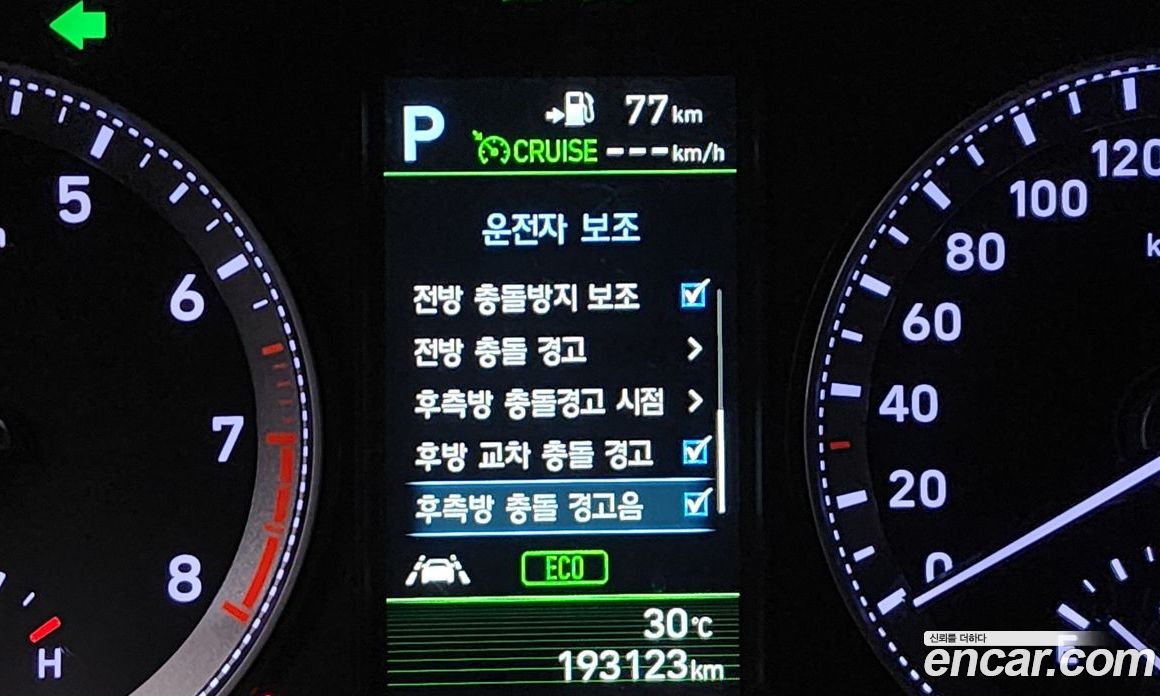 P
77 km
CRUISE ---km/h
운전자 보조
전방 충돌방지 보조
전방 충돌 경고
후측방 충돌경고 시점
후방 교차 충돌 경고
후측방 충돌 경고음
ECO
30℃
193123km
5
6
7
8
H
120
100
80
60
40
20
0
E
신뢰를 더하다
encar.com